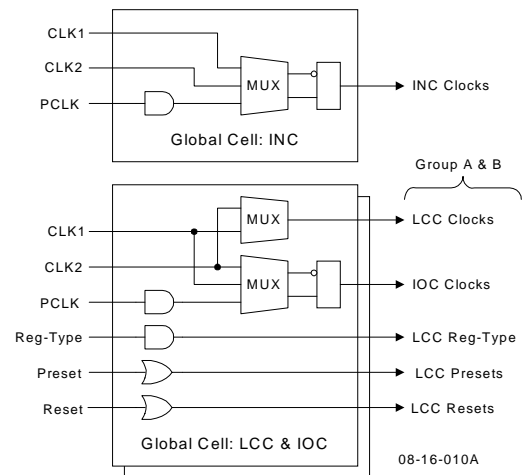 CLK1
CLK2
PCLK
MUX
INC Clocks
Global Cell: INC
Group A & B
MUX
LCC Clocks
CLK1
CLK2
MUX
IOC Clocks
PCLK
Reg-Type
LCC Reg-Type
Preset
LCC Presets
Reset
LCC Resets
Global Cell: LCC & IOC
08-16-010A